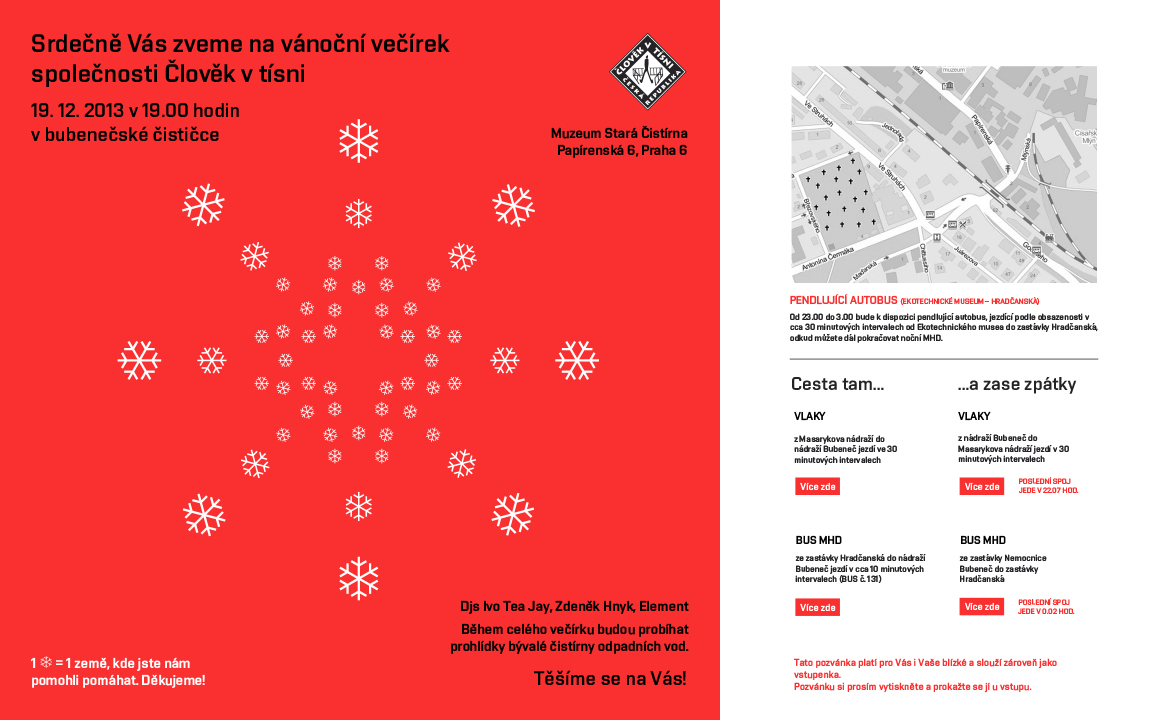 Srdečně Vás zveme na vánoční večírek
společnosti Člověk v tísni
19. 12. 2013 v 19.00 hodin
v bubenečské čističce
ČLOVĚK V TÍSNI
ČESKÁ REPUBLIKA
Muzeum Stará Čistírna
Papírenská 6, Praha 6
Djs Ivo Tea Jay, Zdeněk Hnyk, Element
Během celého večírku budou probíhat
prohlídky bývalé čistírny odpadních vod.
Těšíme se na Vás!
1 = 1 země, kde jste nám
pomohli pomáhat. Děkujeme!
muzeum
Ve Struhách
Jednořadá
Papírenská
Mlýnská
Císařsk
Mlýn
Ve Struhách
Antonína Čermáka
Maďarská
Chittussiho
Juárezova
PENDLUJÍCÍ AUTOBUS (EKOTECHNICKÉ MUSEUM – HRADČANSKÁ)
Od 23.00 do 3.00 bude k dispozici pendlující autobus, jezdící podle obsazenosti v
cca 30 minutových intervalech od Ekotechnického musea do zastávky Hradčanská,
odkud můžete dál pokračovat noční MHD.
Cesta tam...
...a zase zpátky
VLAKY
z Masarykova nádraží do
nádraží Bubeneč jezdí ve 30
minutových intervalech
Více zde
VLAKY
z nádraží Bubeneč do
Masarykova nádraží jezdí v 30
minutových intervalech
Více zde
POSLEDNÍ SPOJ
JEDE V 22.07 HOD.
BUS MHD
ze zastávky Hradčanská do nádraží
Bubeneč jezdí v cca 10 minutových
intervalech (BUS č. 131)
Více zde
BUS MHD
ze zastávky Nemocnice
Bubeneč do zastávky
Hradčanská
Více zde
POSLEDNÍ SPOJ
JEDE V 0.02 HOD.
Tato pozvánka platí pro Vás i Vaše blízké a slouží zároveň jako
vstupenka.
Pozvánku si prosím vytiskněte a prokažte se jí u vstupu.